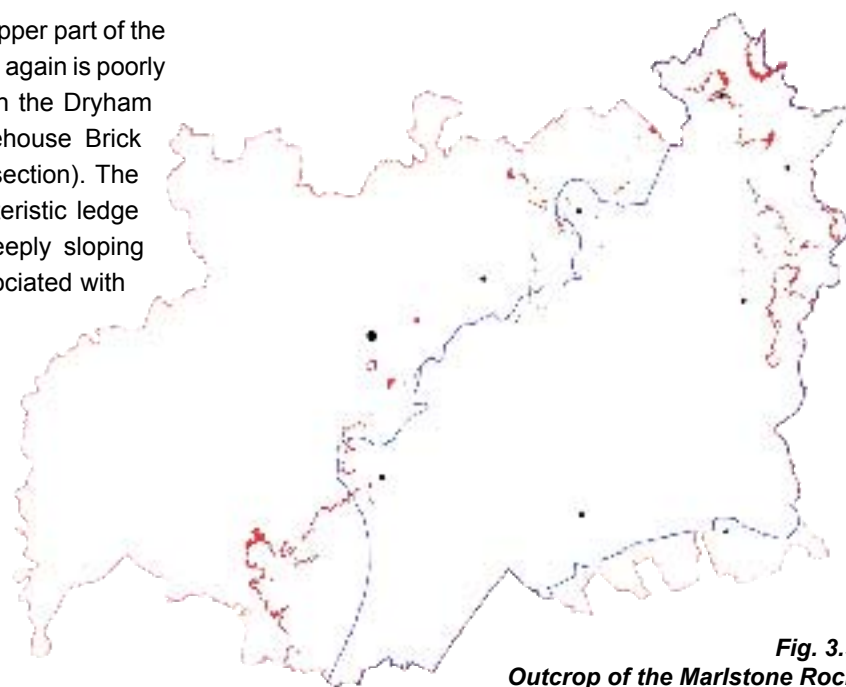 pper part of the
again is poorly
n the Dryham
ehouse Brick
section). The
teristic ledge
eeply sloping
ociated with
Fig. 3.
Outcrop of the Marlstone Roc